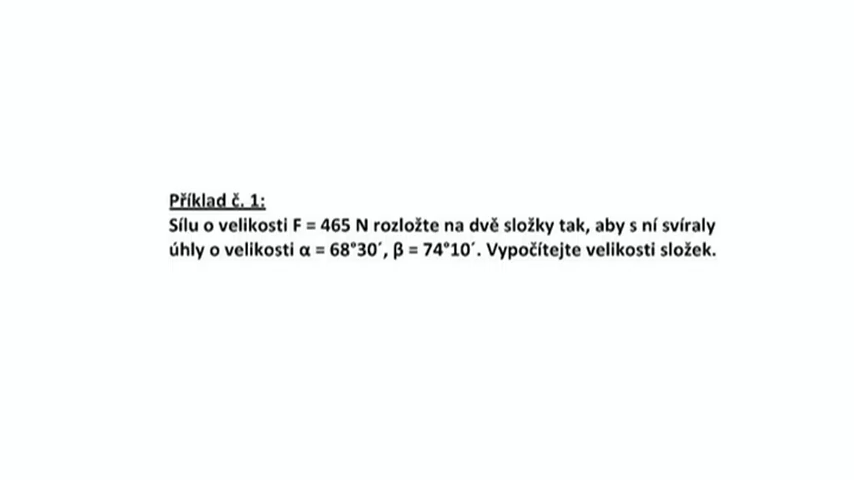 Příklad č. 1:
Sílu o velikosti F = 465 N rozložte na dvě složky tak, aby s ní svíraly
úhly o velikosti α = 68°30´, β = 74°10´. Vypočítejte velikosti složek.